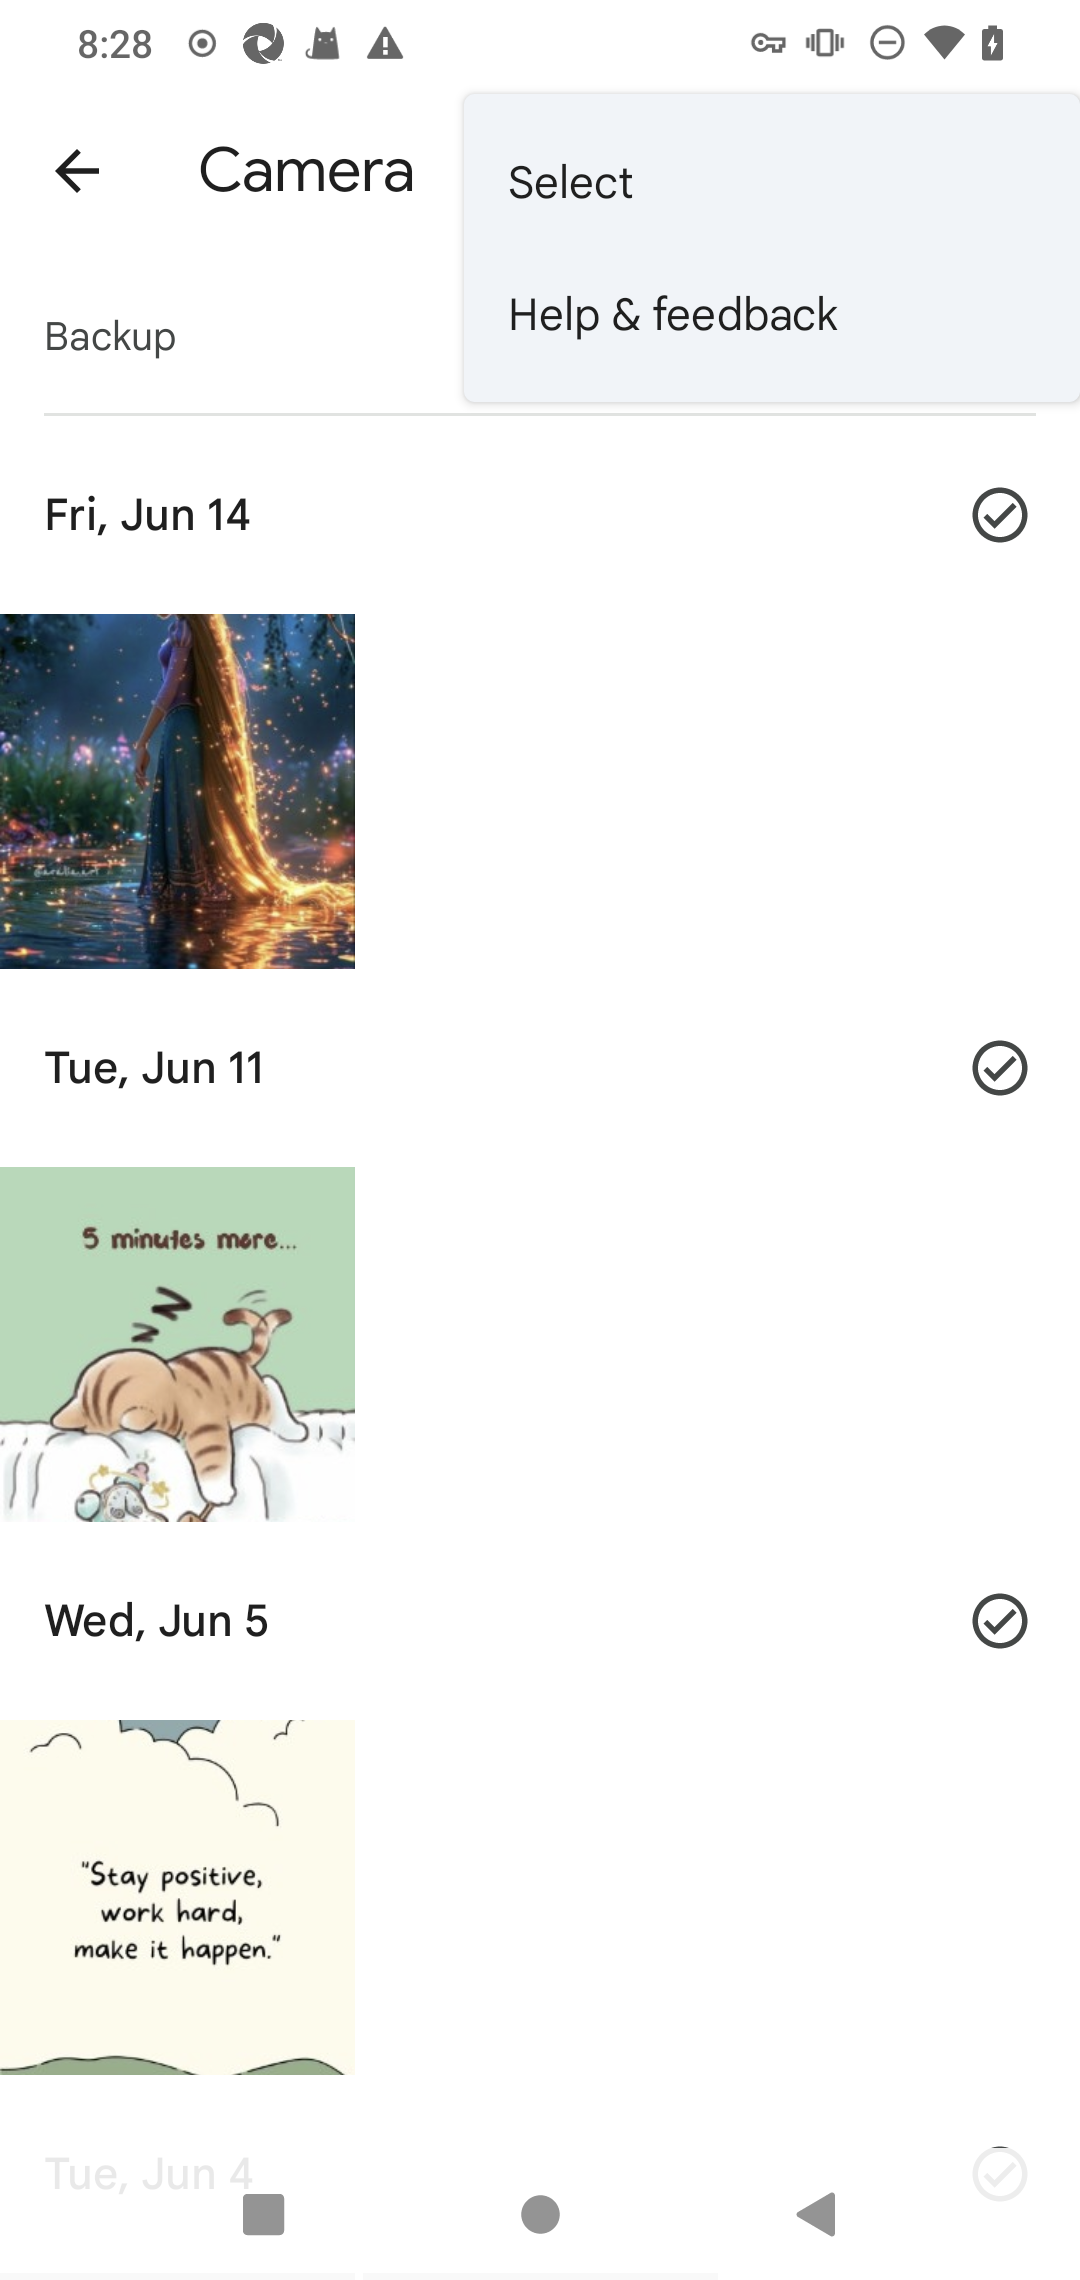 8:28
Camera
Select
Help & feedback
Backup
Fri, Jun 14
Tue, Jun 11
5 minutes more...
Z
Z
Wed, Jun 5
"Stay positive,
work hard,
make it happen."
Tue, Jun 4